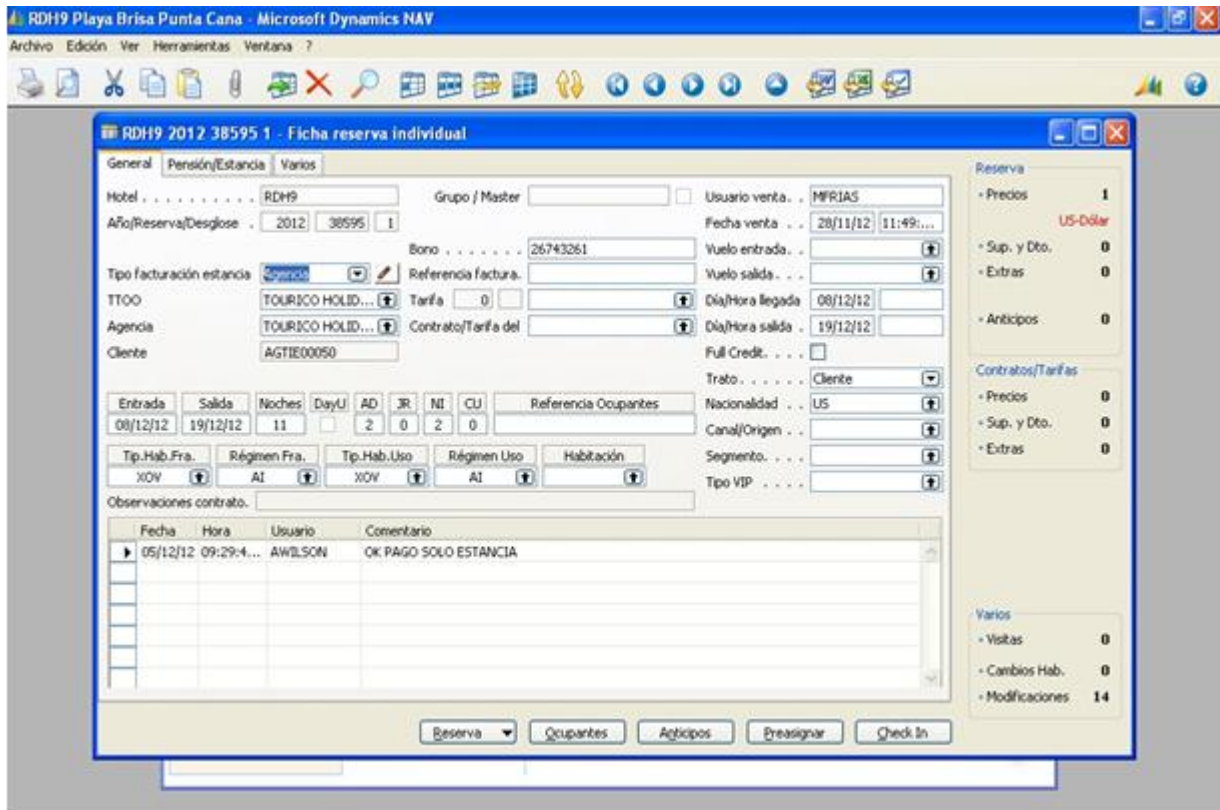 RDH9 Playa Brisa Punta Cana - Microsoft Dynamics NAV
Archivo Edición Ver Herramientas Ventana ?
RDH9 2012 38595 1 - Ficha reserva individual
General Pensión/Estancia Varios
Hotel . . . . . . . . . . RDH9 Grupo / Master Usuario venta. . MFRIAS
Año/Reserva/Desglose . 2012 38595 1 Fecha venta . . 28/11/12 11:49:...
Bono . . . . . . . 26743261 Vuelo entrada. .
Tipo facturación estancia Agencia Referencia factura. Vuelo salida. . .
TTOO TOURICO HOLID... Tarifa 0 Día/Hora llegada 08/12/12
Agencia TOURICO HOLID... Contrato/Tarifa del Día/Hora salida . 19/12/12
Cliente AGTIE00050 Full Credit. . . .
Trato. . . . . . Cliente
Entrada Salida Noches DayU AD JR NI CU Referencia Ocupantes Nacionalidad . . US
08/12/12 19/12/12 11 2 0 2 0 Canal/Origen . .
Tip.Hab.Fra. Régimen Fra. Tip.Hab.Uso Régimen Uso Habitación Segmento. . . .
XOV AI XOV AI Tipo VIP . . . .
Observaciones contrato.
Fecha Hora Usuario Comentario
05/12/12 09:29:4... AWILSON OK PAGO SOLO ESTANCIA
Reserva Ocupantes Anticipos Preasignar Check In
Reserva
Precios 1
US-Dólar
Sup. y Dto. 0
Extras 0
Anticipos 0
Contratos/Tarifas
Precios 0
Sup. y Dto. 0
Extras 0
Varios
Visitas 0
Cambios Hab. 0
Modificaciones 14